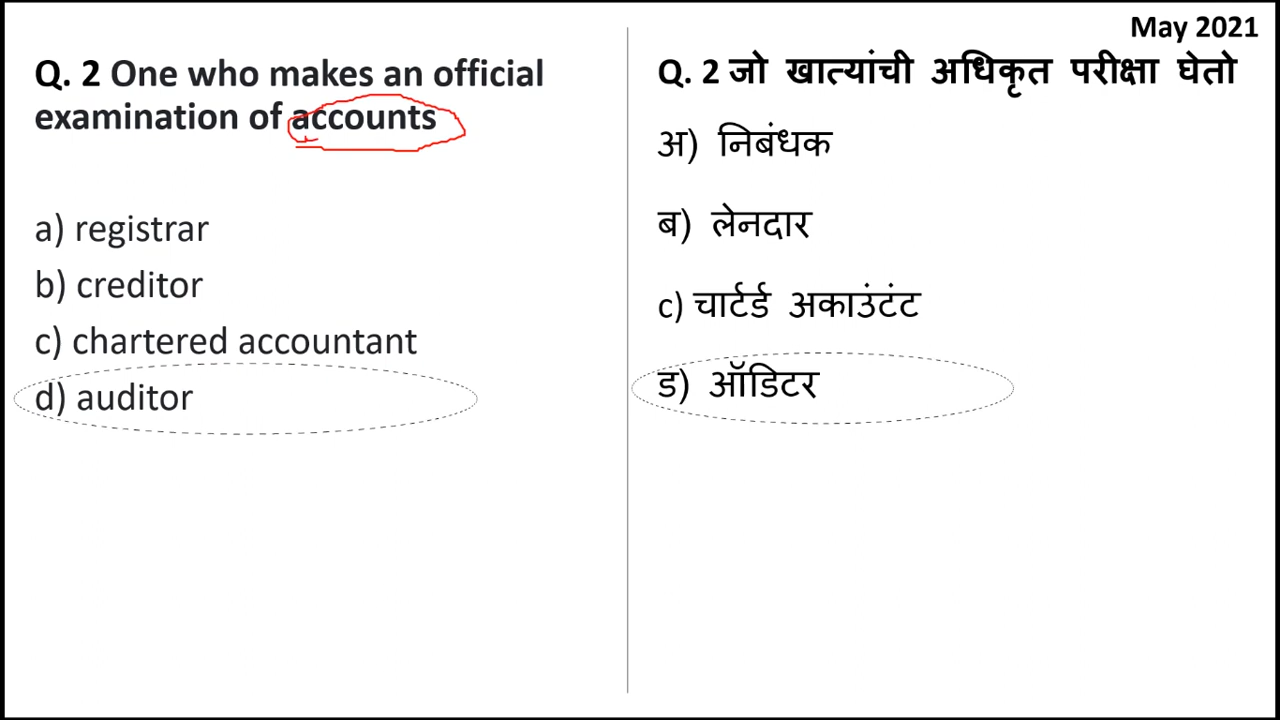 May 2021
Q. 2 One who makes an official
examination of accounts
a) registrar
b) creditor
c) chartered accountant
d) auditor
Q. 2 जो खात्यांची अधिकृत परीक्षा घेतो
अ) निबंधक
ब) लेनदार
c) चार्टर्ड अकाउंटंट
ड) ऑडिटर